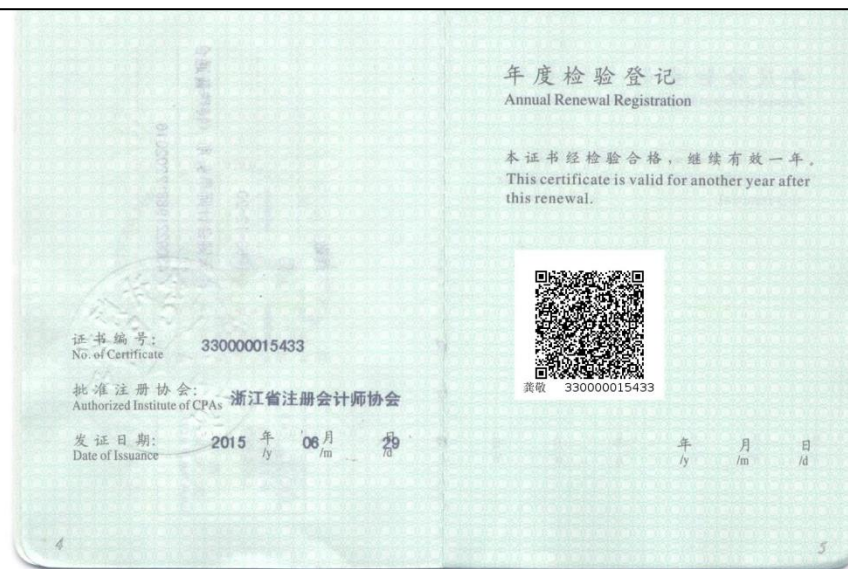 证书编号:
No. of Certificate
330000015433
批准注册协会:
Authorized Institute of CPAs
浙江省注册会计师协会
发证日期:
Date of Issuance
2015 年 06 月 29 日
/y /m /d
4
年度检验登记
Annual Renewal Registration
本证书经检验合格，继续有效一年。
This certificate is valid for another year after
this renewal.
龚敬 330000015433
年 月 日
/y /m /d
5